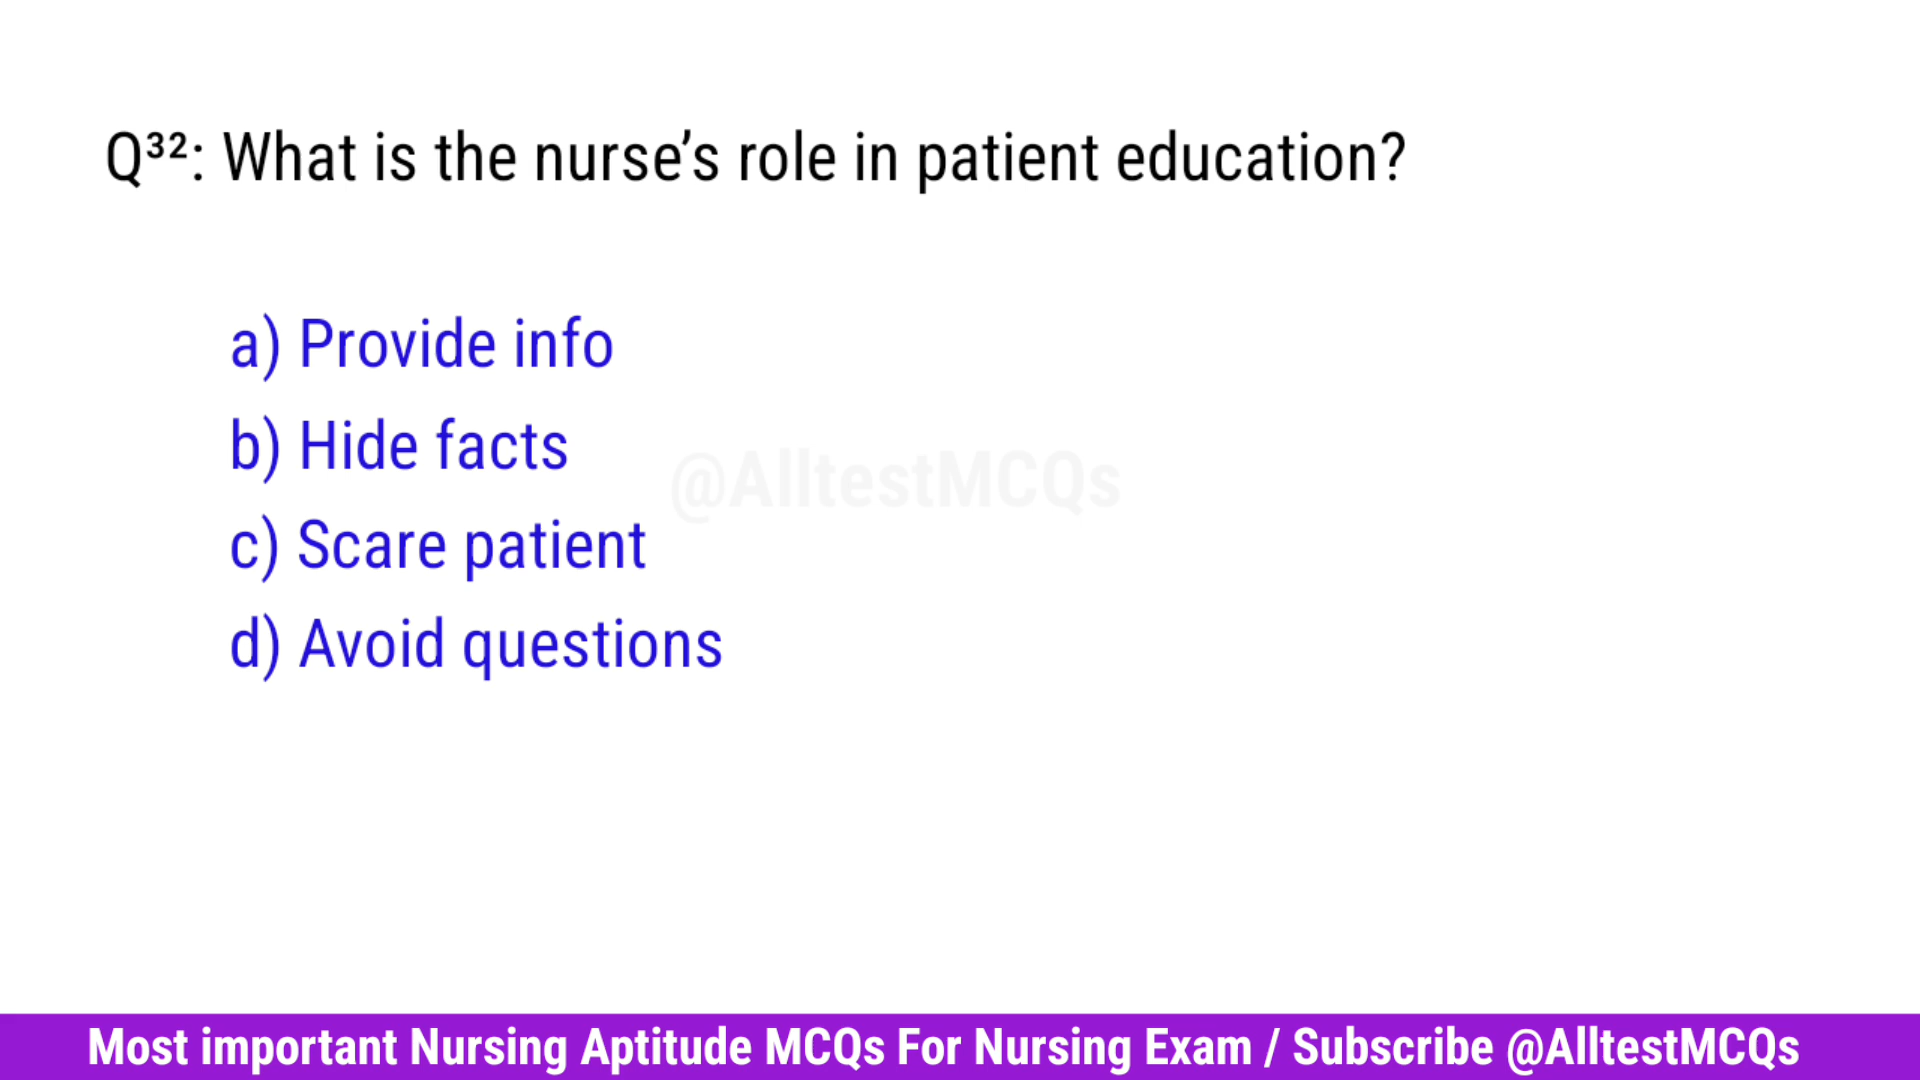 Q³²: What is the nurse’s role in patient education?
a) Provide info
b) Hide facts
@AlltestMCQs
c) Scare patient
d) Avoid questions
Most important Nursing Aptitude MCQs For Nursing Exam / Subscribe @AlltestMCQs